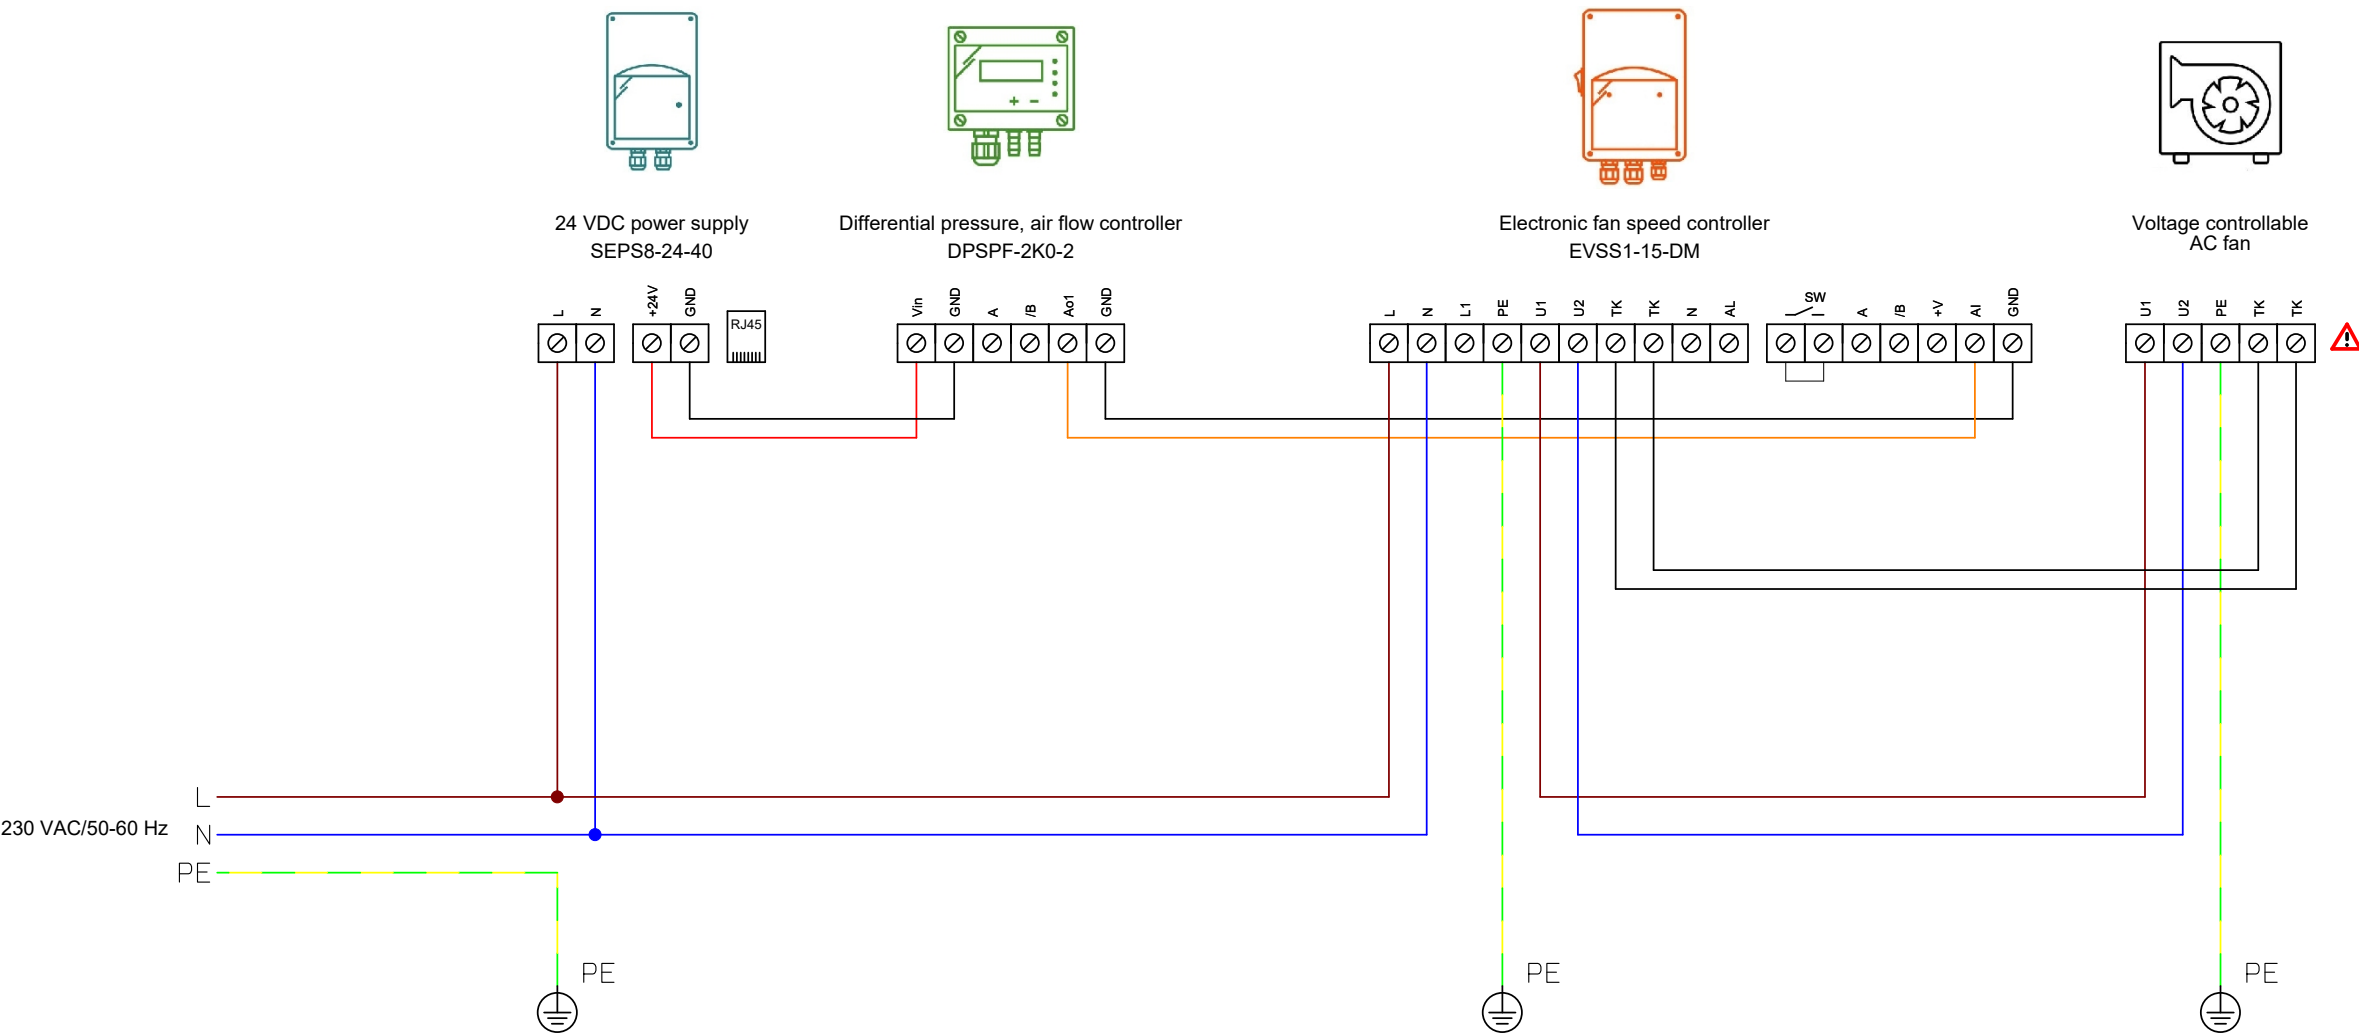 24 VDC power supply
SEPS8-24-40
Differential pressure, air flow controller
DPSPF-2K0-2
Electronic fan speed controller
EVSS1-15-DM
Voltage controllable
AC fan
L
N
+24V
GND
RJ45
Vin
GND
A
/B
Ao1
GND
L
N
L1
PE
U1
U2
TK
TK
N
AL
SW
A
/B
+V
AI
GND
U1
U2
PE
TK
TK
L
230 VAC/50-60 Hz N
PE
PE
PE
PE